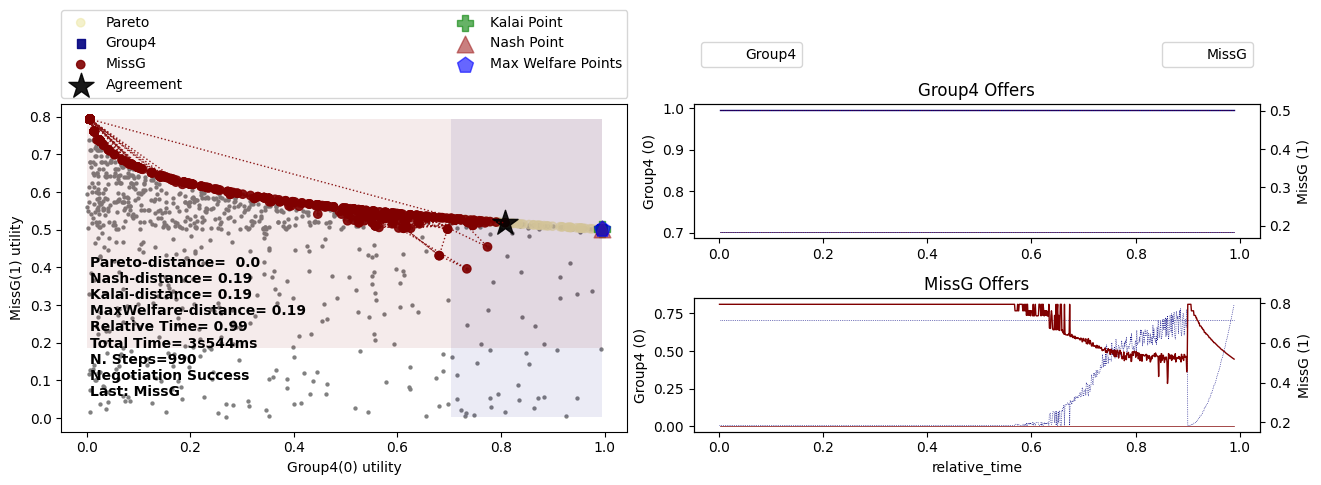 Pareto
Group4
MissG
Agreement
Kalai Point
Nash Point
Max Welfare Points
0.8
0.7
0.6
0.5
0.4
0.3
0.2
0.1
0.0
MissG(1) utility
Pareto-distance= 0.0
Nash-distance= 0.19
Kalai-distance= 0.19
MaxWelfare-distance= 0.19
Relative Time= 0.99
Total Time= 35544ms
N. Steps=990
Negotiation Success
Last: MissG
0.0 0.2 0.4 0.6 0.8 1.0
Group4(0) utility
Group4
MissG
Group4 Offers
1.0
0.9
0.8
0.7
Group4 (0)
0.5
0.4
0.3
0.2
MissG (1)
0.0 0.2 0.4 0.6 0.8 1.0
MissG Offers
0.75
0.50
0.25
0.00
Group4 (0)
0.8
0.6
0.4
0.2
MissG (1)
0.0 0.2 0.4 0.6 0.8 1.0
relative_time